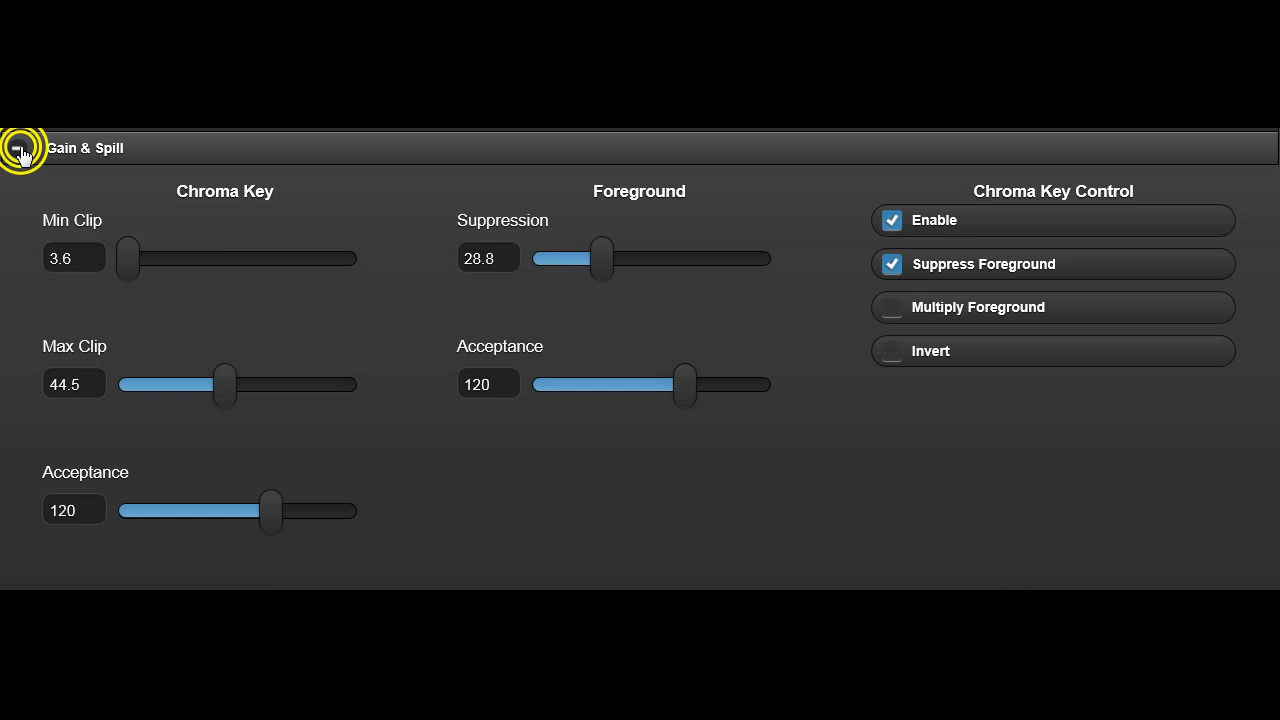 Gain & Spill
Chroma Key
Min Clip
3.6
Max Clip
44.5
Acceptance
120
Foreground
Suppression
28.8
Acceptance
120
Chroma Key Control
Enable
Suppress Foreground
Multiply Foreground
Invert